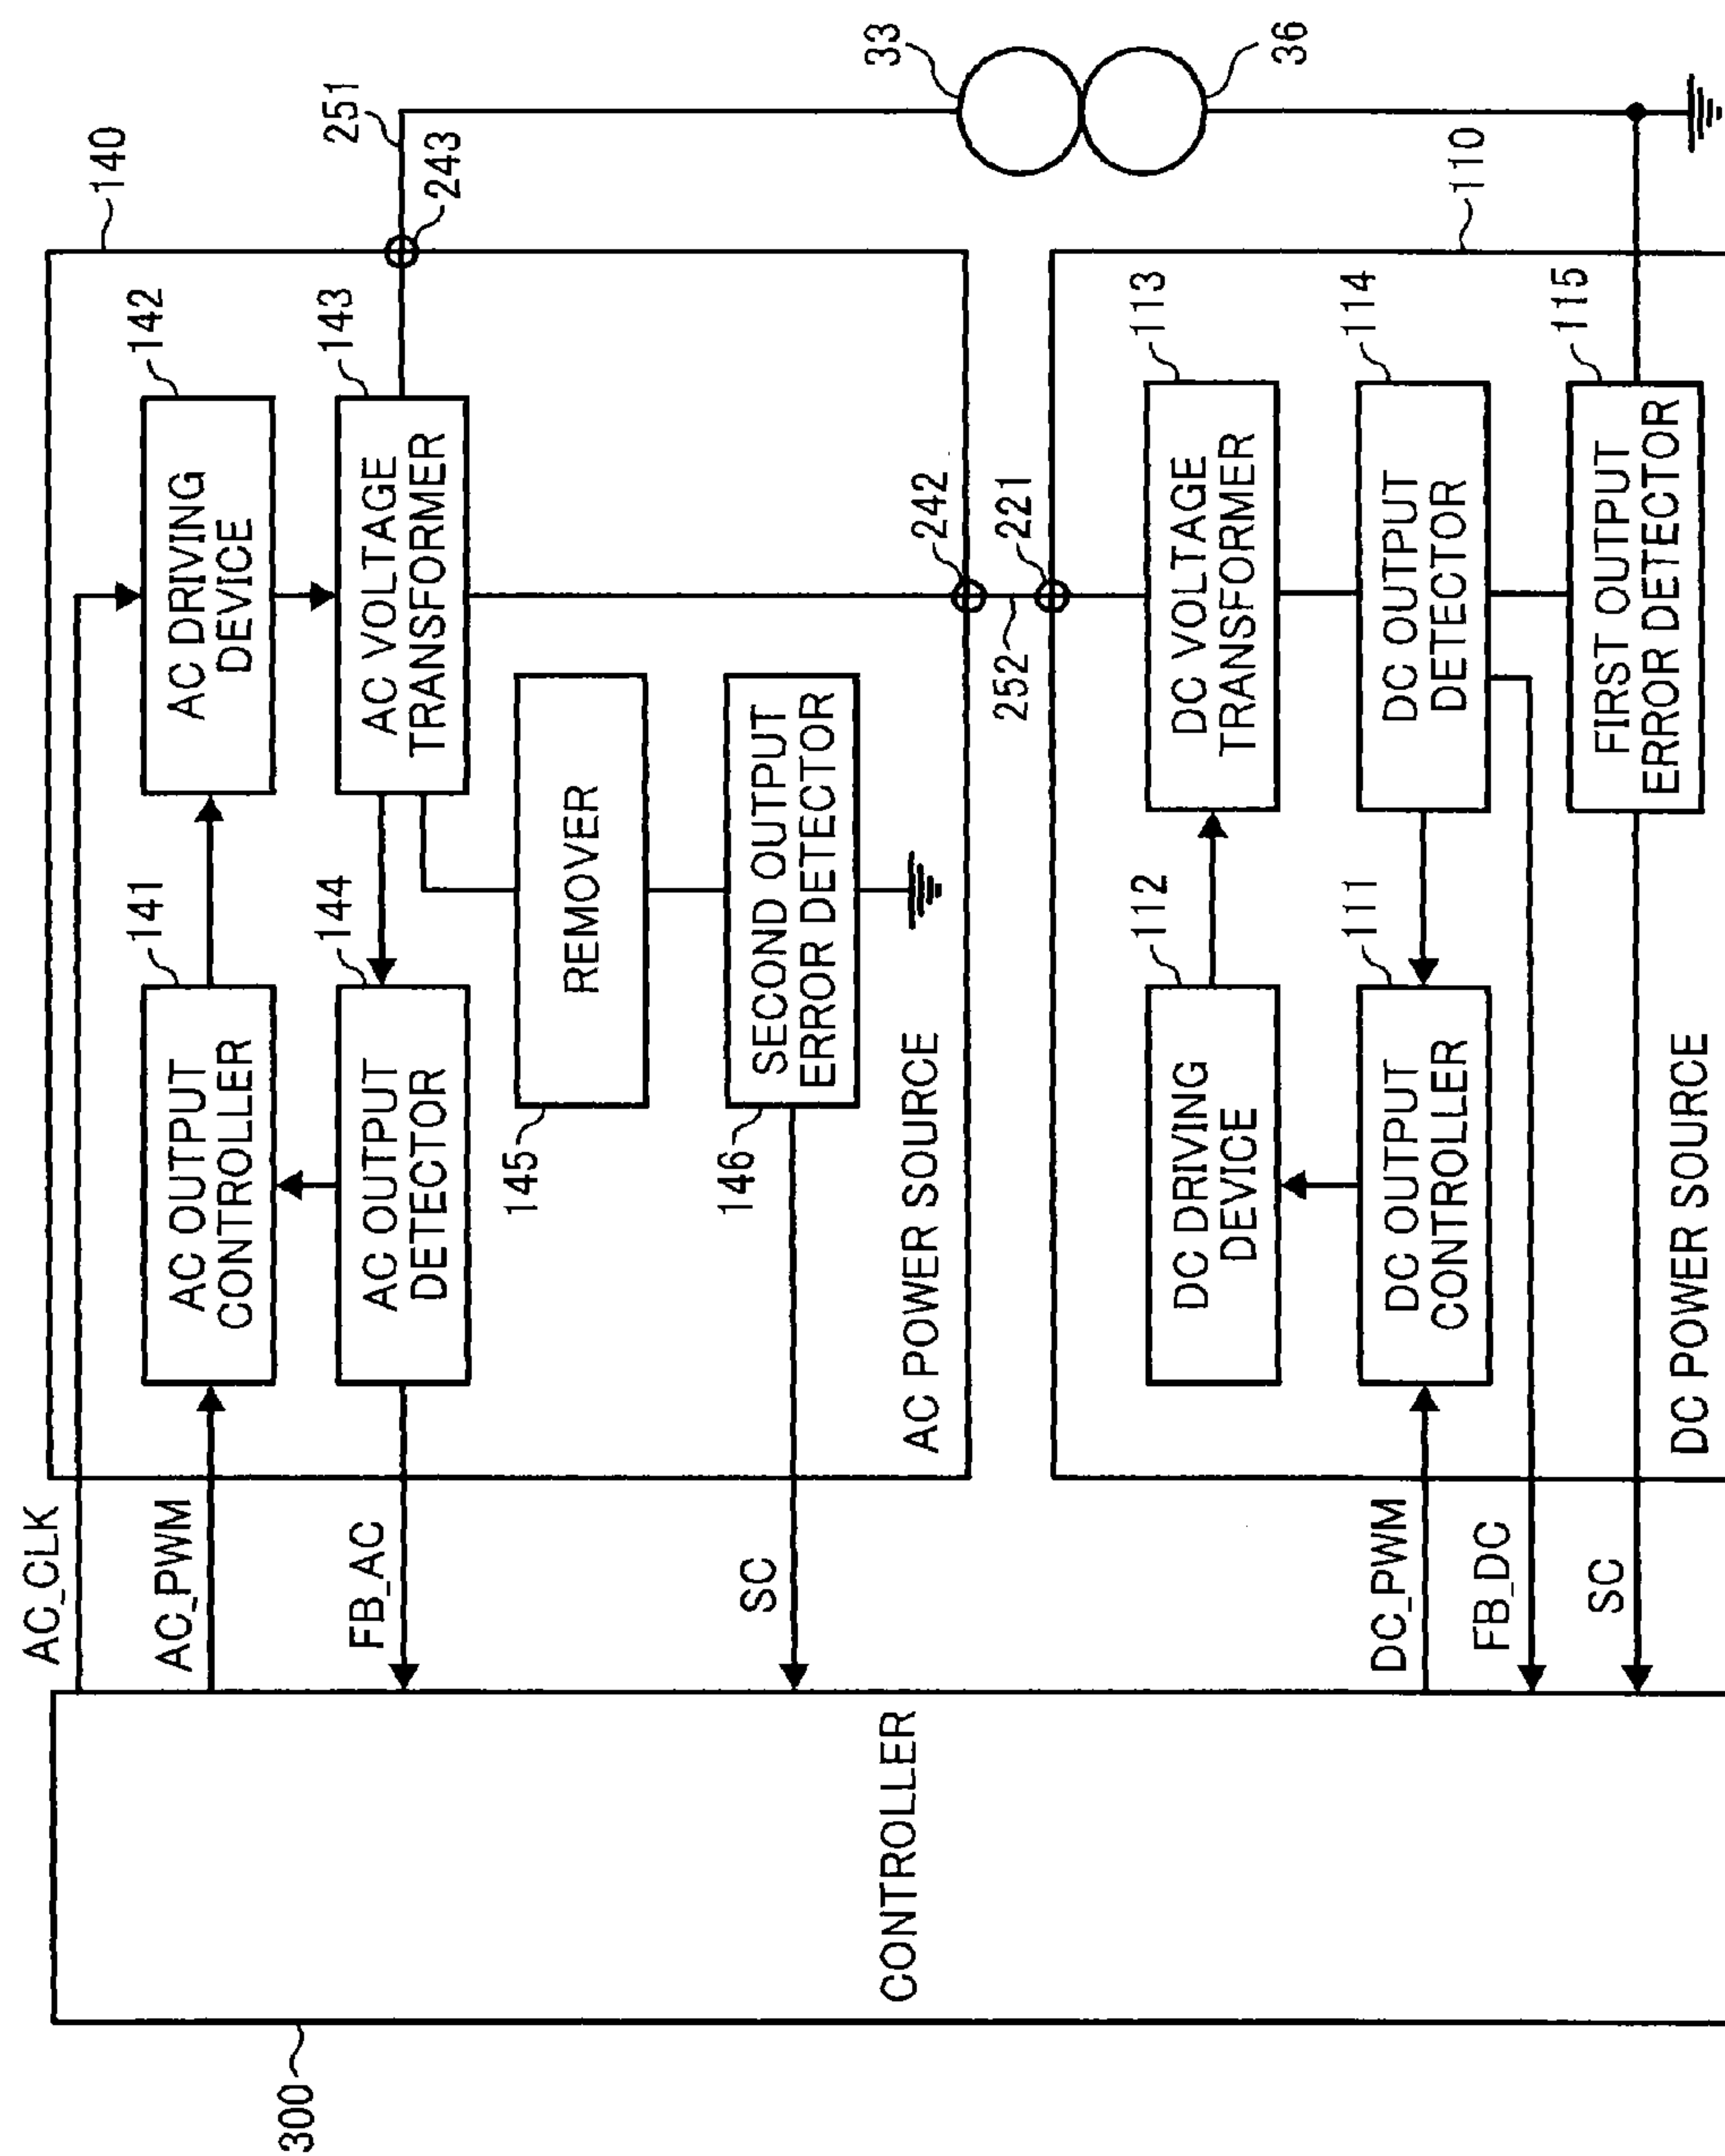 300
CONTROLLER
AC_CLK
AC_PWM
FB_AC
SC
DC_PWM
FB_DC
SC
140
AC POWER SOURCE
141
AC OUTPUT
CONTROLLER
142
AC DRIVING
DEVICE
144
AC OUTPUT
DETECTOR
143
AC VOLTAGE
TRANSFORMER
145
REMOVER
146
SECOND OUTPUT
ERROR DETECTOR
243
251
242
252
221
33
36
110
DC POWER SOURCE
112
DC DRIVING
DEVICE
113
DC VOLTAGE
TRANSFORMER
111
DC OUTPUT
CONTROLLER
114
DC OUTPUT
DETECTOR
115
FIRST OUTPUT
ERROR DETECTOR